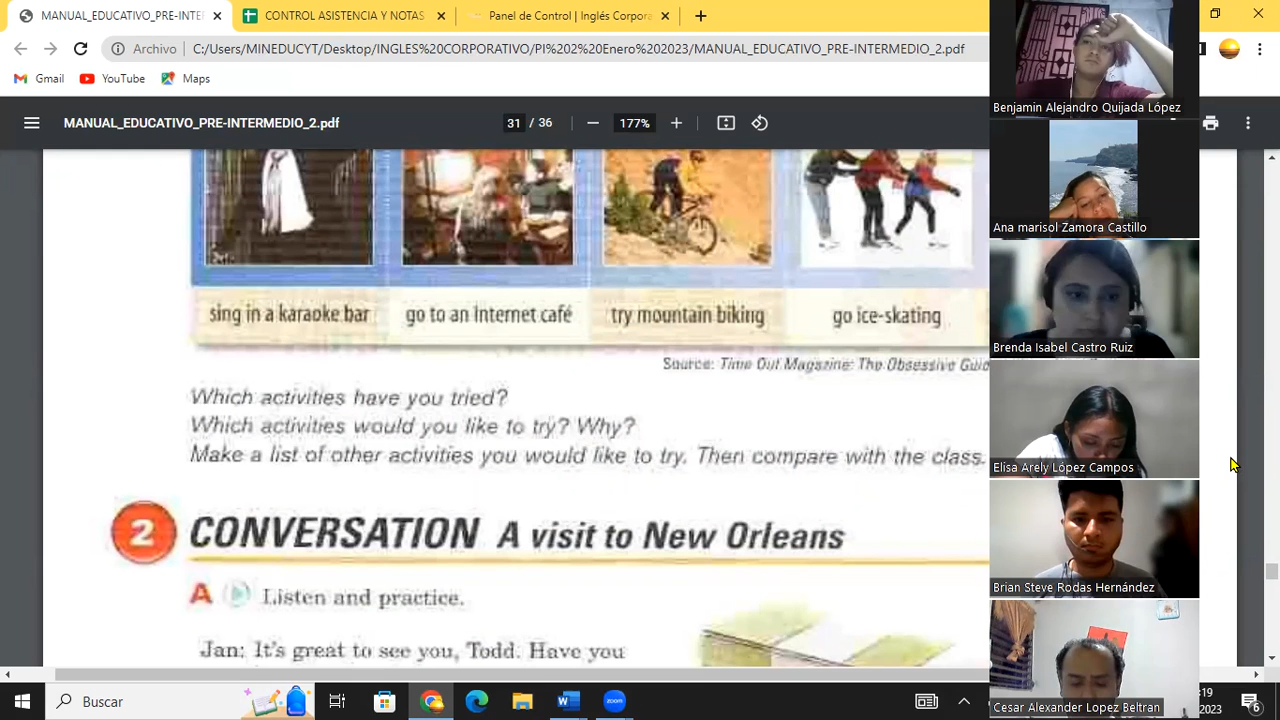 MANUAL_EDUCATIVO_PRE-INTER
CONTROL ASISTENCIA Y NOTAS
Panel de Control | Inglés Corpora
Archivo
C:/Users/MINEDUCYT/Desktop/INGLES%20CORPORATIVO/PI%202%20Enero%202023/MANUAL_EDUCATIVO_PRE-INTERMEDIO_2.pdf
Gmail
YouTube
Maps
MANUAL_EDUCATIVO_PRE-INTERMEDIO_2.pdf
31 / 36
177%
sing in a karaoke bar
go to an Internet café
try mountain biking
go ice-skating
Source: Time Out Magazine: The Obsessive Guid
Which activities have you tried?
Which activities would you like to try? Why?
Make a list of other activities you would like to try. Then compare with the class.
2 CONVERSATION A visit to New Orleans
A Listen and practice.
Jan: It's great to see you, Todd. Have you
Benjamin Alejandro Quijada López
Ana marisol Zamora Castillo
Brenda Isabel Castro Ruiz
Elisa Arely López Campos
Brian Steve Rodas Hernández
Cesar Alexander Lopez Beltran
Buscar
zoom
:19
2023
6